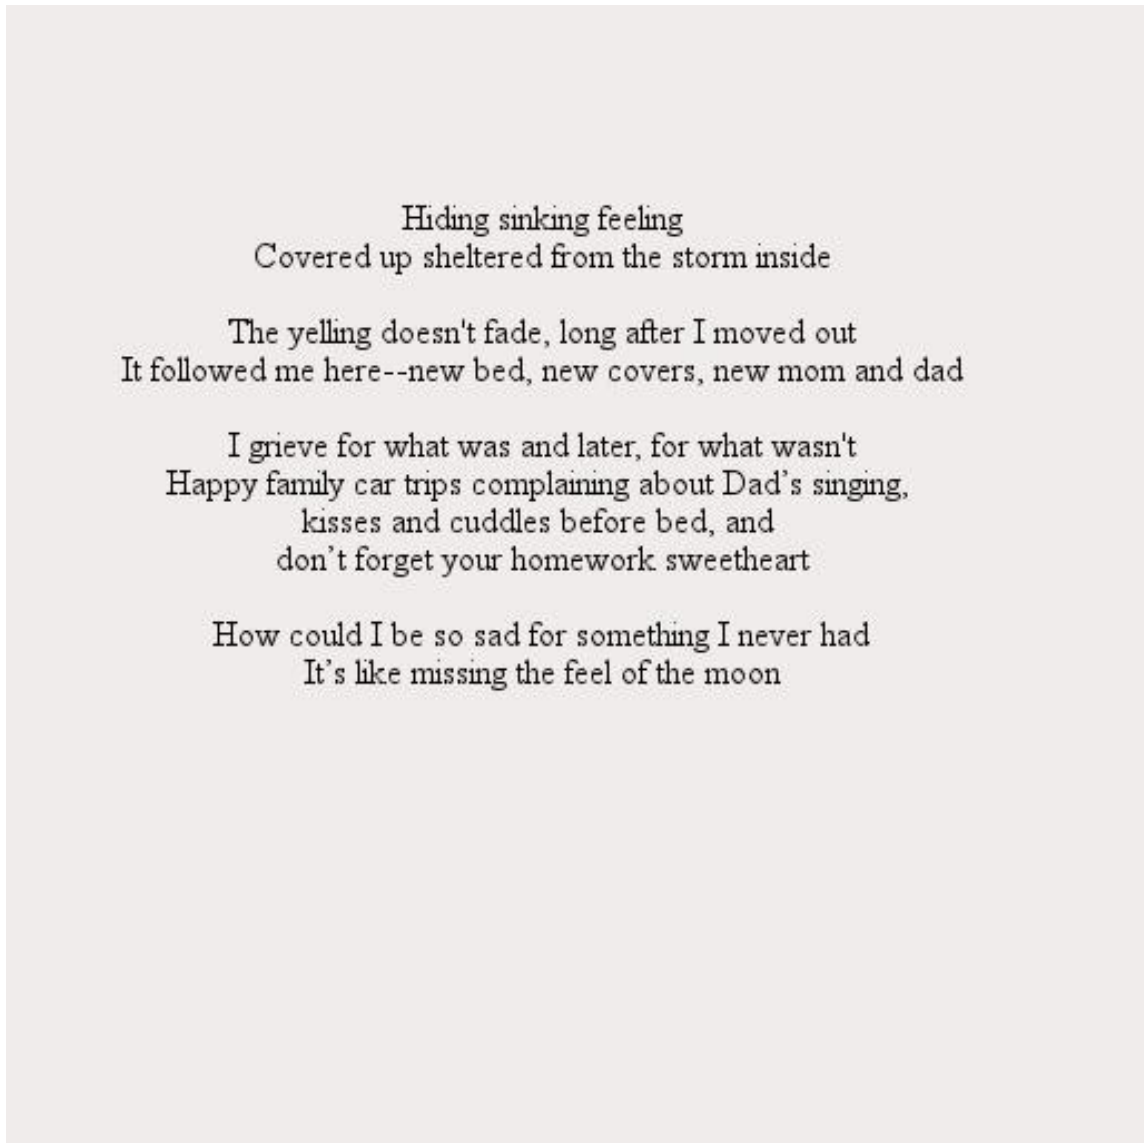 Hiding sinking feeling
Covered up sheltered from the storm inside
The yelling doesn't fade, long after I moved out
It followed me here--new bed, new covers, new mom and dad
I grieve for what was and later, for what wasn't
Happy family car trips complaining about Dad’s singing,
kisses and cuddles before bed, and
don’t forget your homework sweetheart
How could I be so sad for something I never had
It’s like missing the feel of the moon